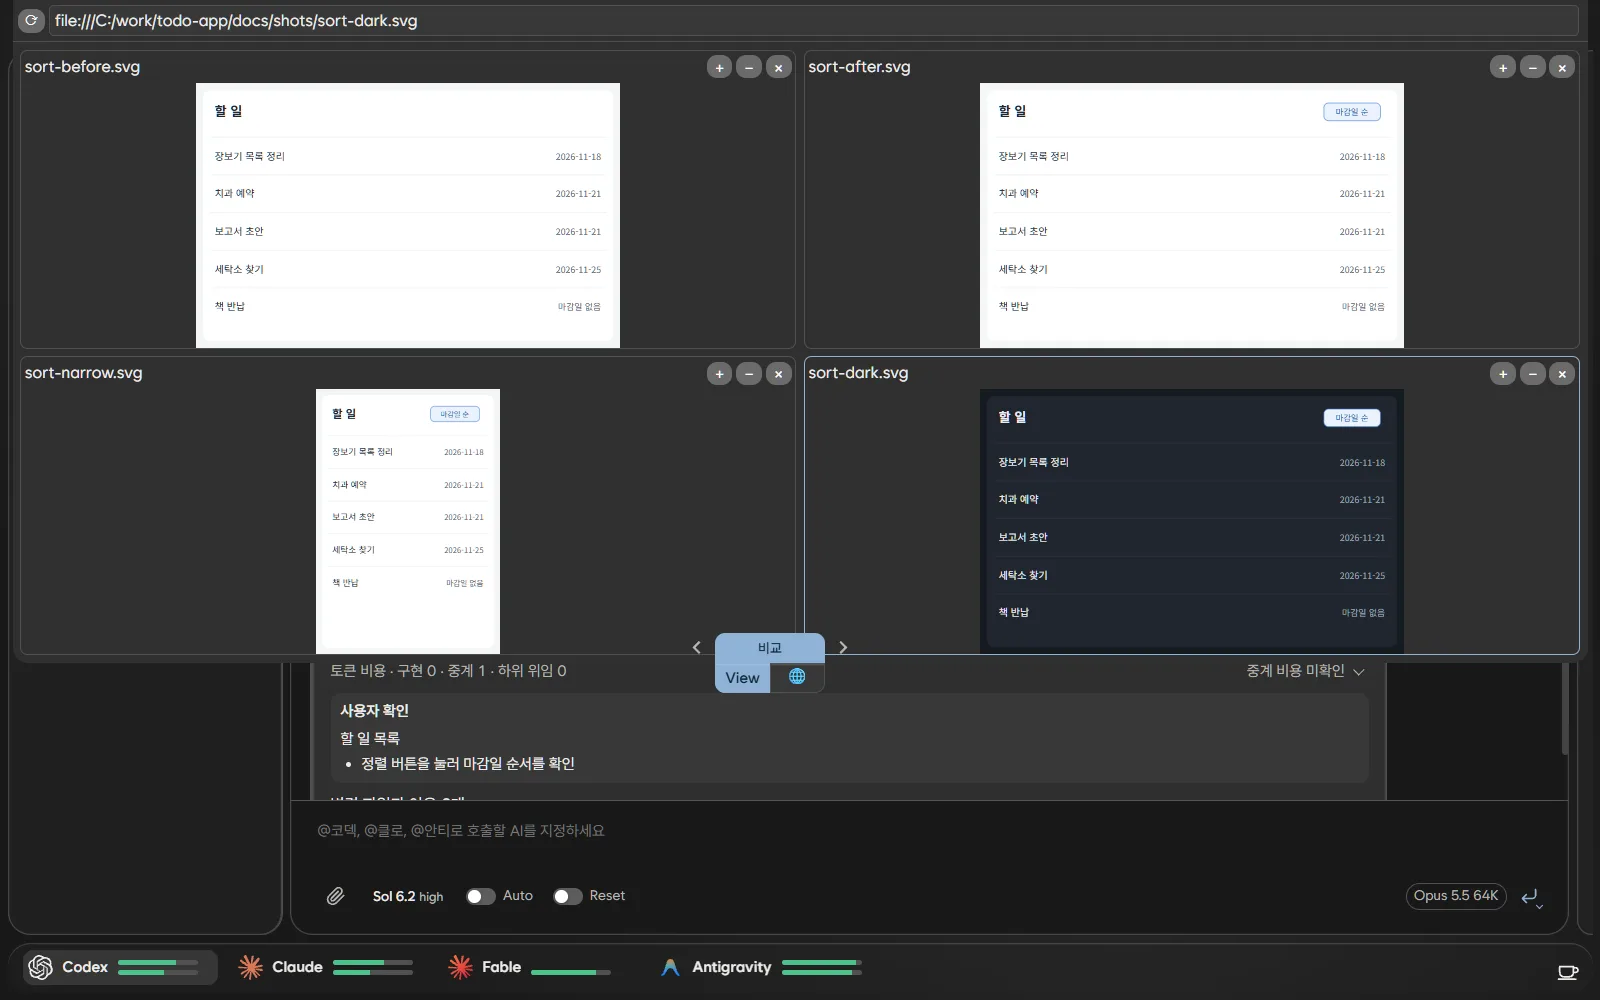 file:///C:/work/todo-app/docs/shots/sort-dark.svg
sort-before.svg
+ − ×
할 일
장보기 목록 정리 2026-11-18
치과 예약 2026-11-21
보고서 초안 2026-11-21
세탁소 찾기 2026-11-25
책 반납 마감일 없음
sort-after.svg
+ − ×
할 일 마감일 순
장보기 목록 정리 2026-11-18
치과 예약 2026-11-21
보고서 초안 2026-11-21
세탁소 찾기 2026-11-25
책 반납 마감일 없음
sort-narrow.svg
+ − ×
할 일 마감일 순
장보기 목록 정리 2026-11-18
치과 예약 2026-11-21
보고서 초안 2026-11-21
세탁소 찾기 2026-11-25
책 반납 마감일 없음
sort-dark.svg
+ − ×
할 일 마감일 순
장보기 목록 정리 2026-11-18
치과 예약 2026-11-21
보고서 초안 2026-11-21
세탁소 찾기 2026-11-25
책 반납 마감일 없음
비교
View
토큰 비용 · 구현 0 · 중계 1 · 하위 위임 0 중계 비용 미확인
사용자 확인
할 일 목록
• 정렬 버튼을 눌러 마감일 순서를 확인
@코덱, @클로, @안티로 호출할 AI를 지정하세요
Sol 6.2 high Auto Reset Opus 5.5 64K
Codex Claude Fable Antigravity